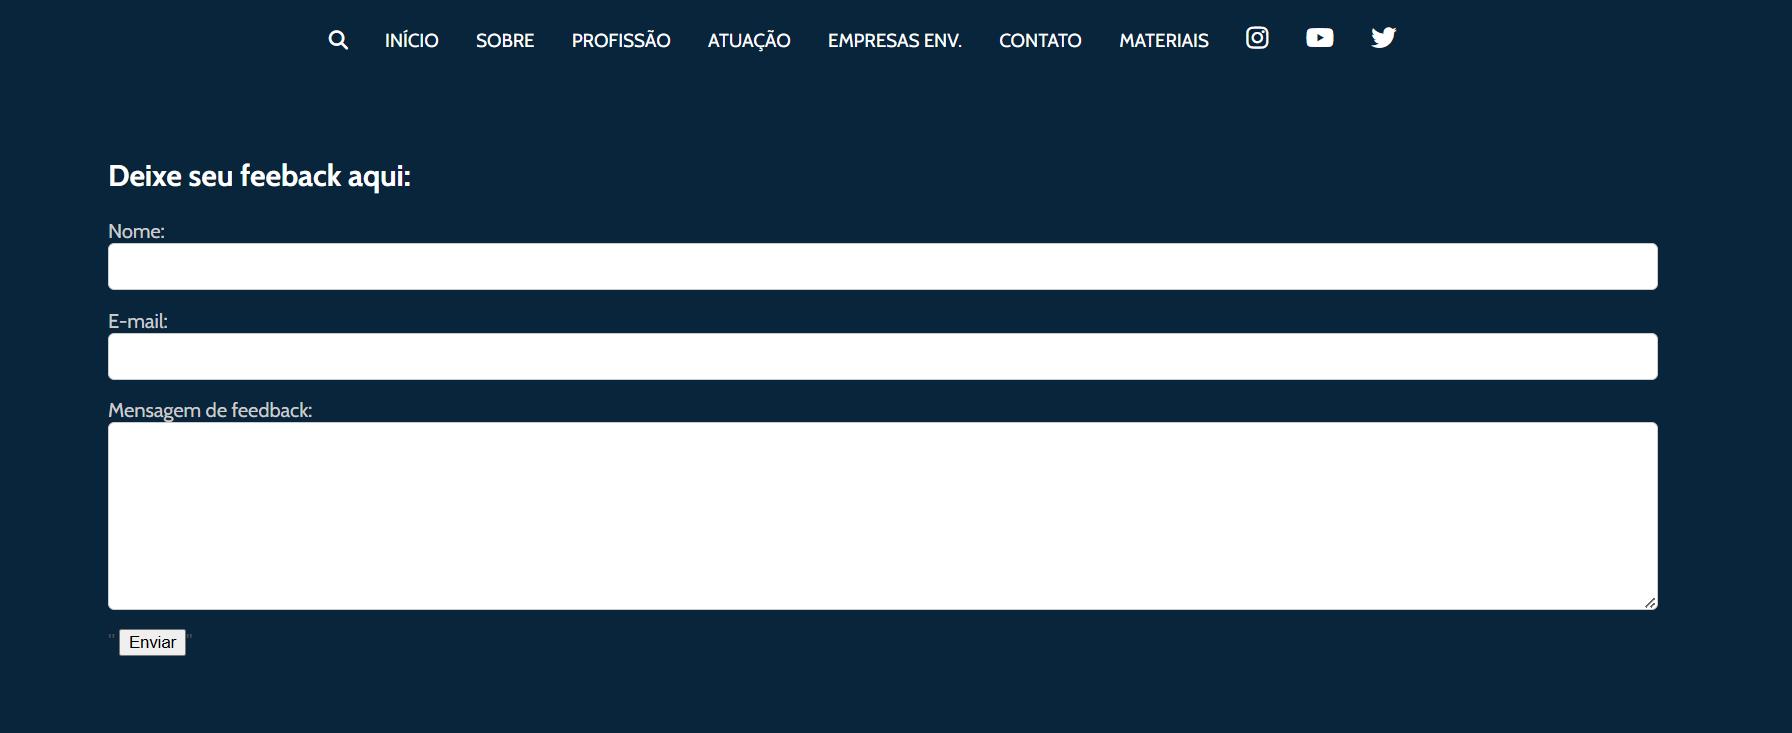 INÍCIO SOBRE PROFISSÃO ATUAÇÃO EMPRESAS ENV. CONTATO MATERIAIS
Deixe seu feeback aqui:
Nome:
E-mail:
Mensagem de feedback:
" Enviar "